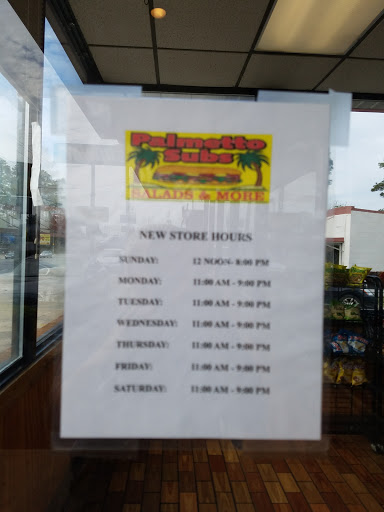 Palmetto
Subs
SALADS & MORE
NEW STORE HOURS
SUNDAY: 12 NOON- 8:00 PM
MONDAY: 11:00 AM - 9:00 PM
TUESDAY: 11:00 AM - 9:00 PM
WEDNESDAY: 11:00 AM - 9:00 PM
THURSDAY: 11:00 AM - 9:00 PM
FRIDAY: 11:00 AM - 9:00 PM
SATURDAY: 11:00 AM - 9:00 PM